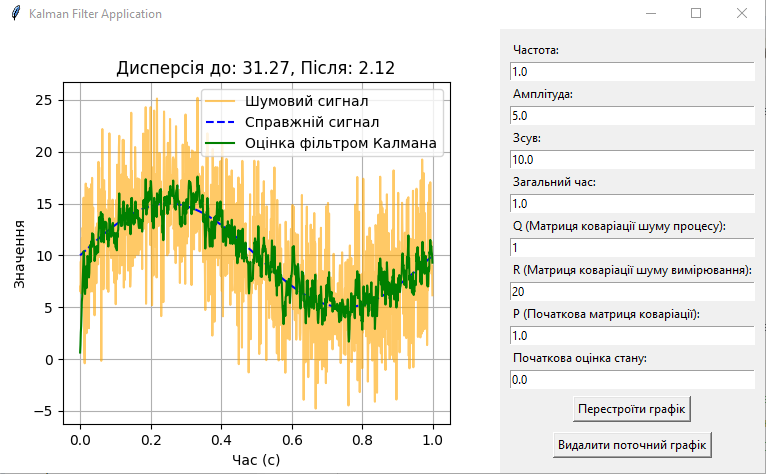 Kalman Filter Application
Дисперсія до: 31.27, Після: 2.12
Шумовий сигнал
Справжній сигнал
Оцінка фільтром Калмана
Значення
25
20
15
10
5
0
−5
0.0 0.2 0.4 0.6 0.8 1.0
Час (с)
Частота:
1.0
Амплітуда:
5.0
Зсув:
10.0
Загальний час:
1.0
Q (Матриця коваріації шуму процесу):
1
R (Матриця коваріації шуму вимірювання):
20
P (Початкова матриця коваріації):
1.0
Початкова оцінка стану:
0.0
Перестроїти графік
Видалити поточний графік